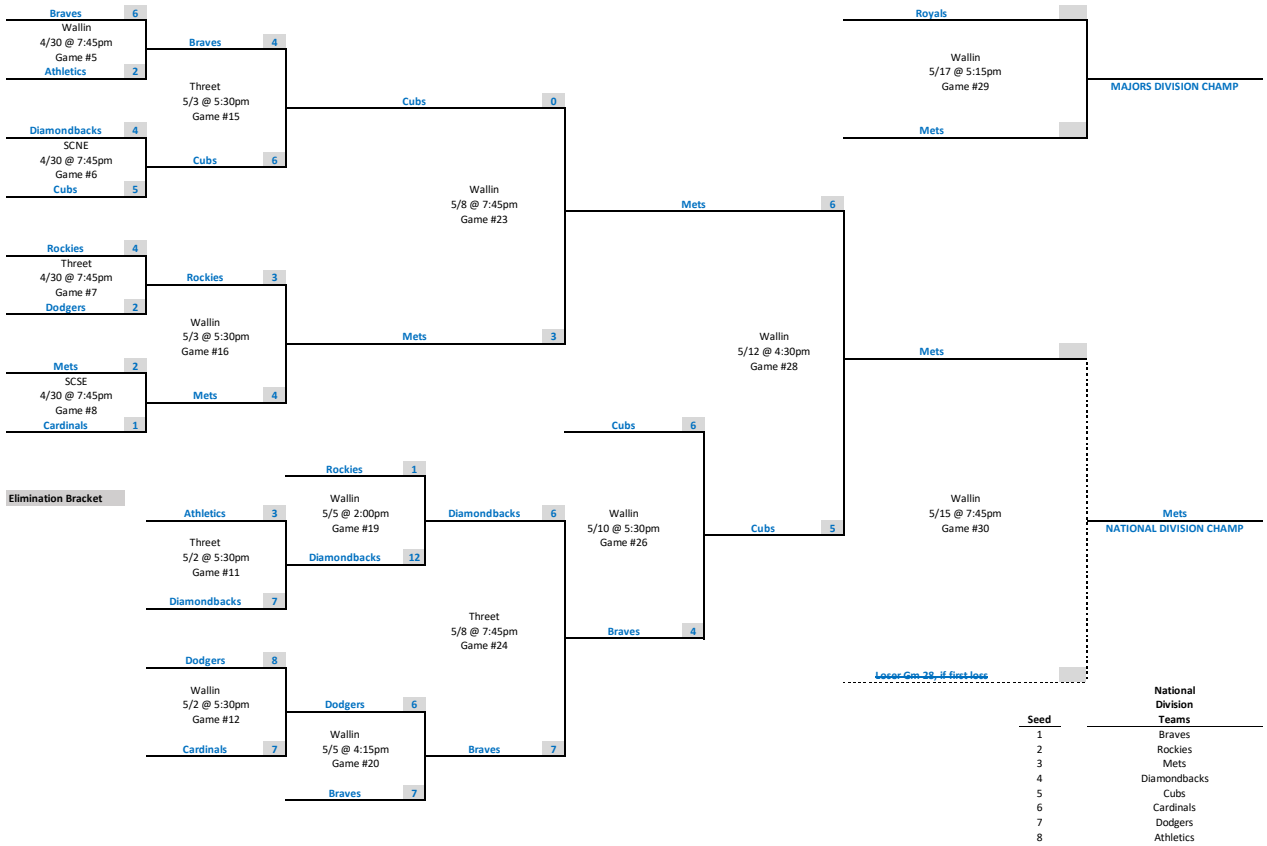 Braves 6
Wallin
4/30 @ 7:45pm
Game #5
Athletics 2
Diamondbacks 4
SCNE
4/30 @ 7:45pm
Game #6
Cubs 5
Rockies 4
Threet
4/30 @ 7:45pm
Game #7
Dodgers 2
Mets 2
SCSE
4/30 @ 7:45pm
Game #8
Cardinals 1
Braves 4
Threet
5/3 @ 5:30pm
Game #15
Cubs 6
Rockies 3
Wallin
5/3 @ 5:30pm
Game #16
Mets 4
Cubs 0
Wallin
5/8 @ 7:45pm
Game #23
Mets 3
Mets 6
Wallin
5/12 @ 4:30pm
Game #28
Cubs 5
Royals
Wallin
5/17 @ 5:15pm
Game #29
Mets
MAJORS DIVISION CHAMP
Elimination Bracket
Athletics 3
Threet
5/2 @ 5:30pm
Game #11
Diamondbacks 7
Dodgers 8
Wallin
5/2 @ 5:30pm
Game #12
Cardinals 7
Rockies 1
Wallin
5/5 @ 2:00pm
Game #19
Diamondbacks 12
Dodgers 6
Wallin
5/5 @ 4:15pm
Game #20
Braves 7
Diamondbacks 6
Threet
5/8 @ 7:45pm
Game #24
Braves 7
Cubs 6
Wallin
5/10 @ 5:30pm
Game #26
Braves 4
Mets
Wallin
5/15 @ 7:45pm
Game #30
Loser Gm 28, if first loss
Mets
NATIONAL DIVISION CHAMP
National
Division
Seed Teams
1 Braves
2 Rockies
3 Mets
4 Diamondbacks
5 Cubs
6 Cardinals
7 Dodgers
8 Athletics